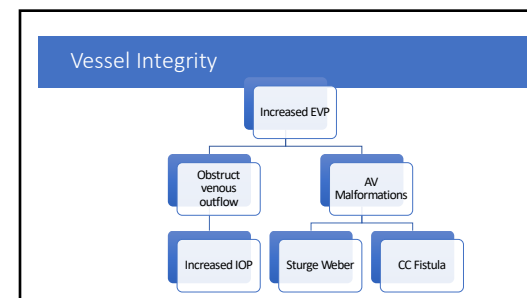 Vessel Integrity
Increased EVP
Obstruct
venous
outflow
AV
Malformations
Increased IOP
Sturge Weber
CC Fistula